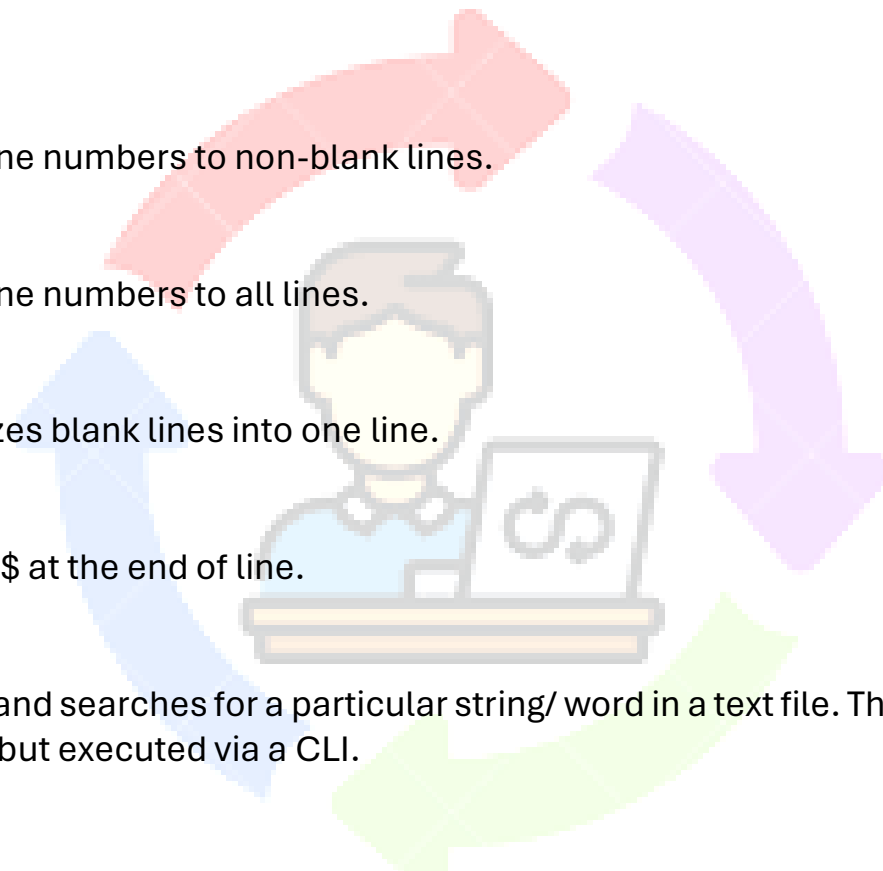 ne numbers to non-blank lines.
ne numbers to all lines.
zes blank lines into one line.
$ at the end of line.
and searches for a particular string/ word in a text file. Th
but executed via a CLI.